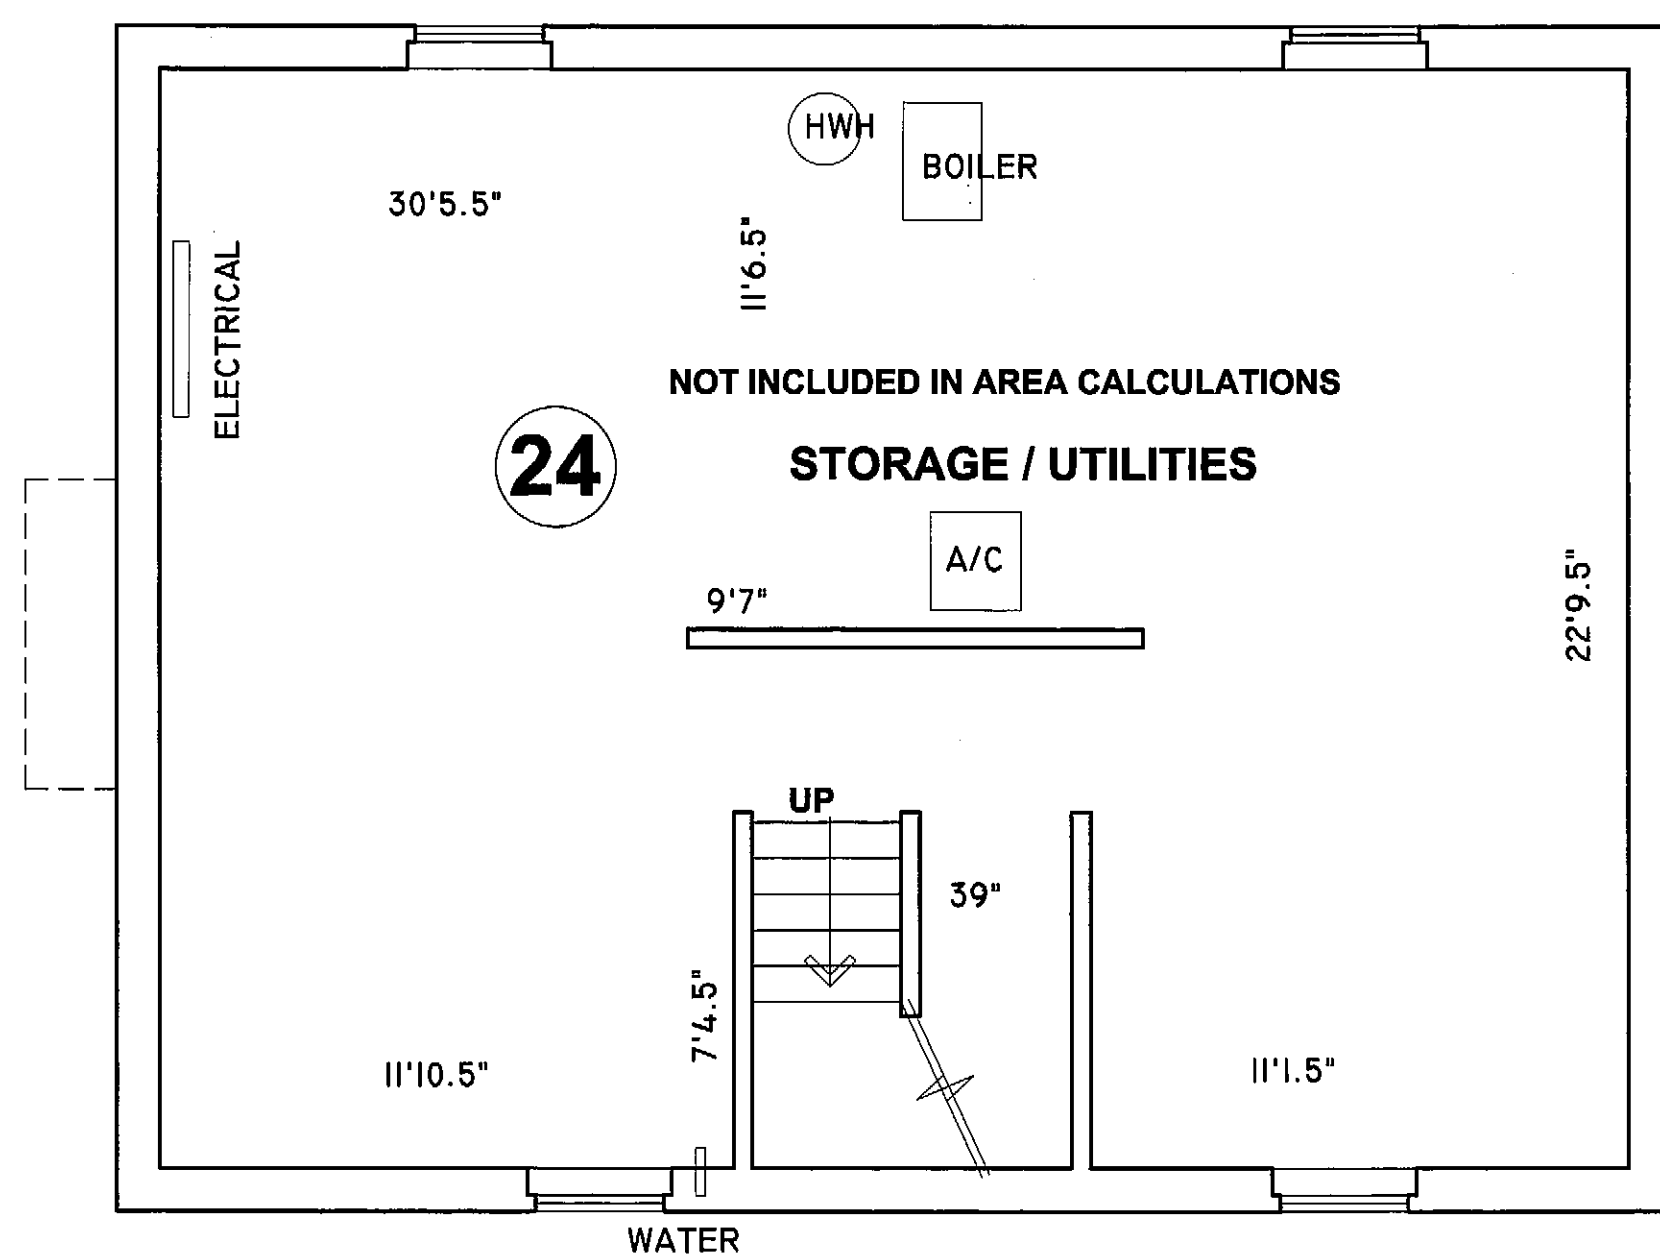 HWH
BOILER
30'5.5"
11'6.5"
ELECTRICAL
NOT INCLUDED IN AREA CALCULATIONS
24
STORAGE / UTILITIES
A/C
9'7"
22'9.5"
UP
39"
7'4.5"
11'10.5"
11'1.5"
WATER